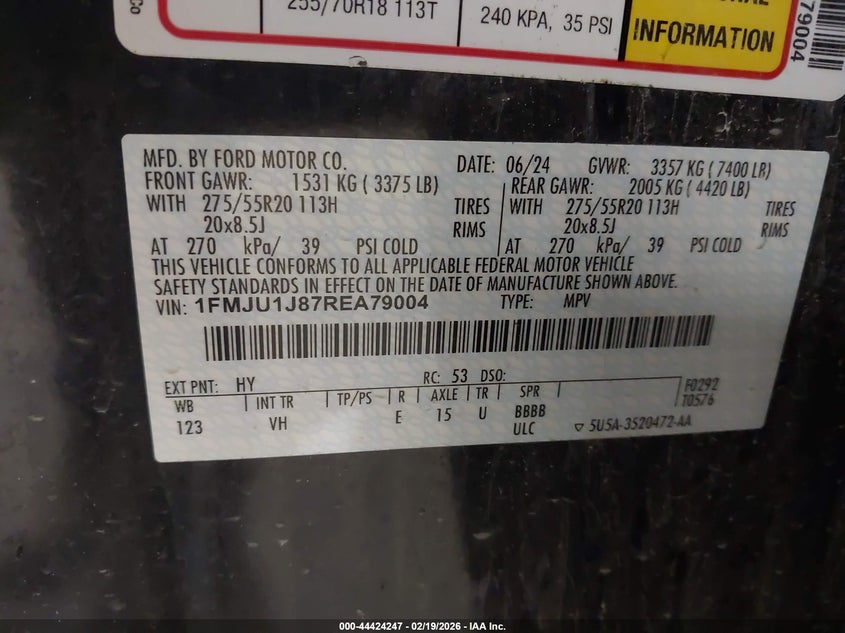 Co
255/70R18 113T 240 KPA, 35 PSI
INFORMATION
79004
MFD. BY FORD MOTOR CO. DATE: 06/24 GVWR: 3357 KG ( 7400 LB)
FRONT GAWR: 1531 KG ( 3375 LB) REAR GAWR: 2005 KG ( 4420 LB)
WITH 275/55R20 113H TIRES WITH 275/55R20 113H TIRES
20x8.5J RIMS 20x8.5J RIMS
AT 270 kPa/ 39 PSI COLD AT 270 kPa/ 39 PSI COLD
THIS VEHICLE CONFORMS TO ALL APPLICABLE FEDERAL MOTOR VEHICLE
SAFETY STANDARDS IN EFFECT ON THE DATE OF MANUFACTURE SHOWN ABOVE.
VIN: 1FMJU1J87REA79004 TYPE: MPV
EXT PNT: HY RC: 53 DSO: F0292
WB INT TR TP/PS R AXLE TR SPR T0576
123 VH E 15 U BBBB
ULC ▽ 5U5A-3520472-AA
000-44424247 - 02/19/2026 - IAA Inc.